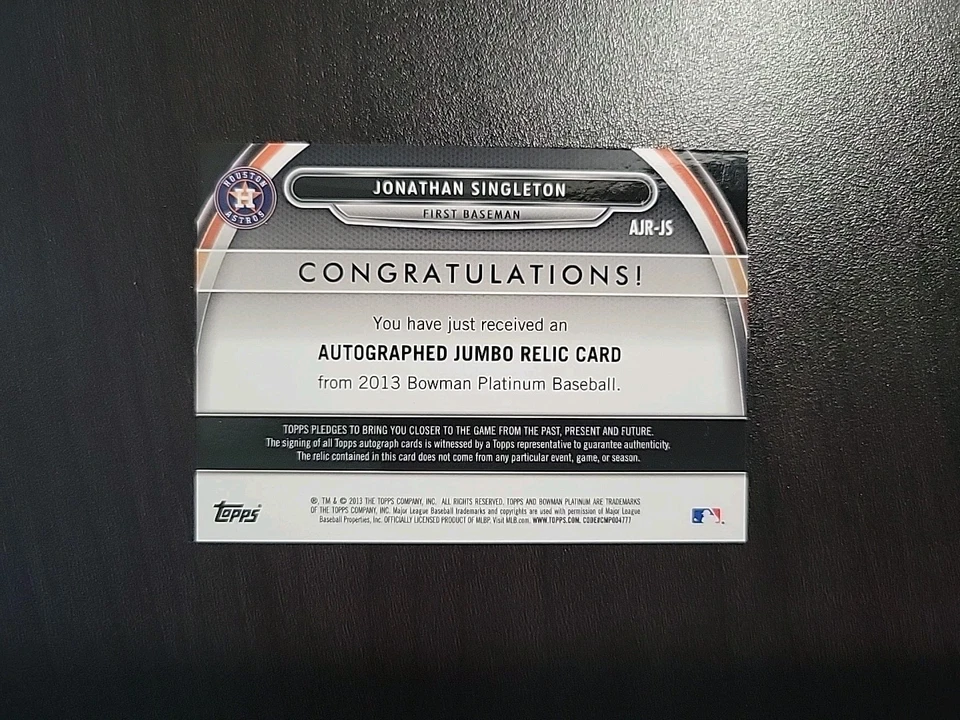 HOUSTON
H
ASTROS
JONATHAN SINGLETON
FIRST BASEMAN
AJR-JS
CONGRATULATIONS!
You have just received an
AUTOGRAPHED JUMBO RELIC CARD
from 2013 Bowman Platinum Baseball.
TOPPS PLEDGES TO BRING YOU CLOSER TO THE GAME FROM THE PAST, PRESENT AND FUTURE.
The signing of all Topps autograph cards is witnessed by a Topps representative to guarantee authenticity.
The relic contained in this card does not come from any particular event, game, or season.
topps®
®, TM & © 2013 THE TOPPS COMPANY, INC. ALL RIGHTS RESERVED. TOPPS AND BOWMAN PLATINUM ARE TRADEMARKS
OF THE TOPPS COMPANY, INC. Major League Baseball trademarks and copyrights are used with permission of Major League
Baseball Properties, Inc. OFFICIALLY LICENSED PRODUCT OF MLBP. Visit MLB.com. WWW.TOPPS.COM. CODE#CMP004777